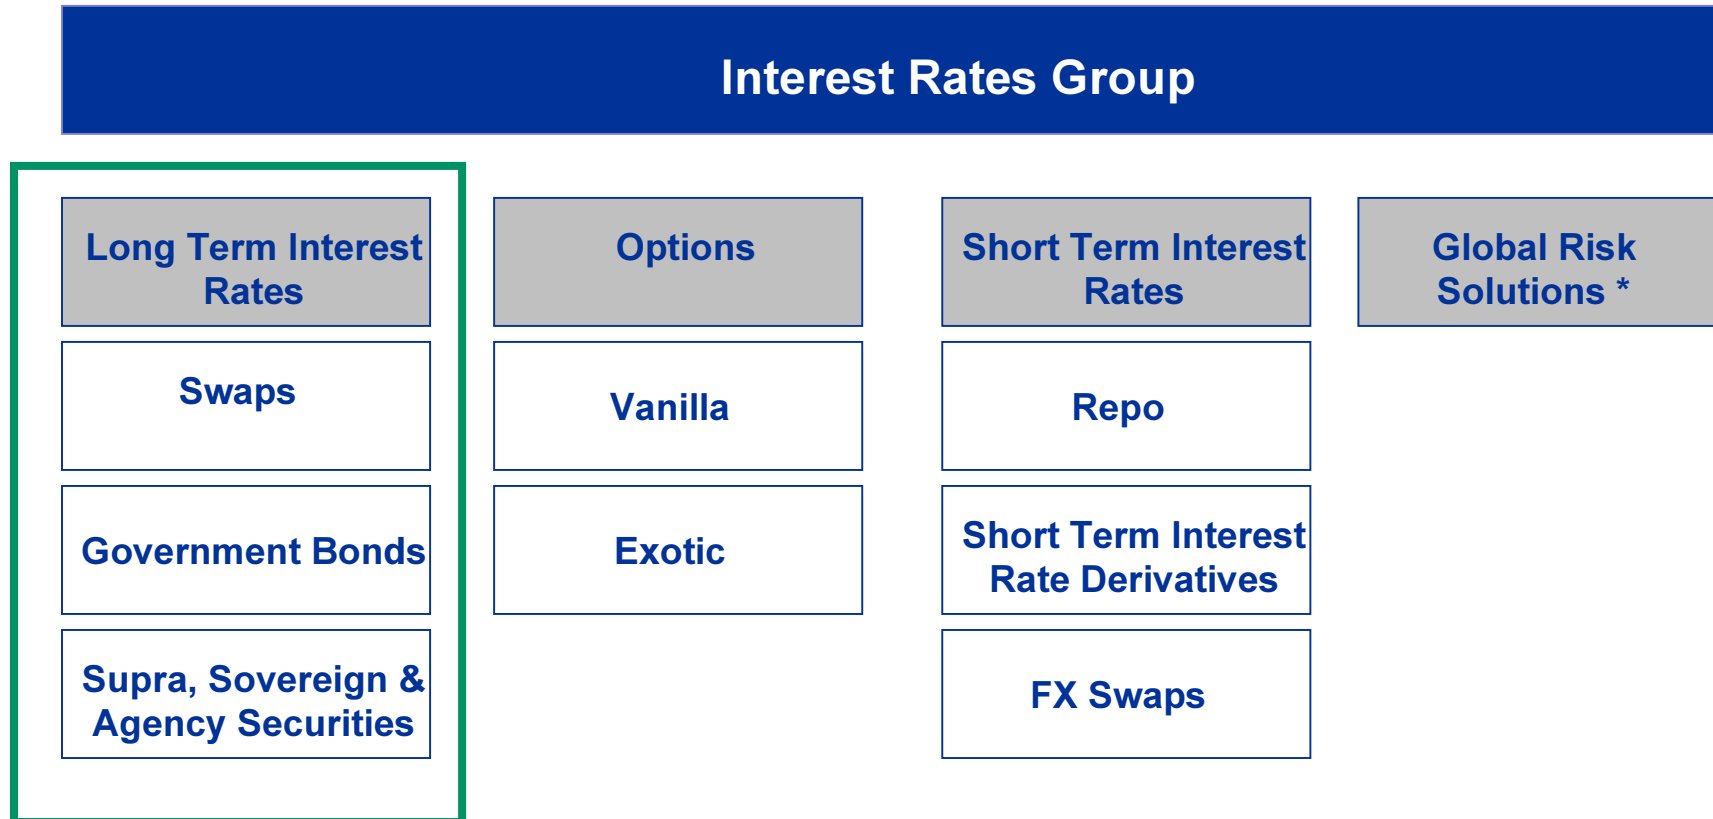 Interest Rates Group
Long Term Interest
Rates
Swaps
Government Bonds
Supra, Sovereign &
Agency Securities
Options
Vanilla
Exotic
Short Term Interest
Rates
Repo
Short Term Interest
Rate Derivatives
FX Swaps
Global Risk
Solutions *